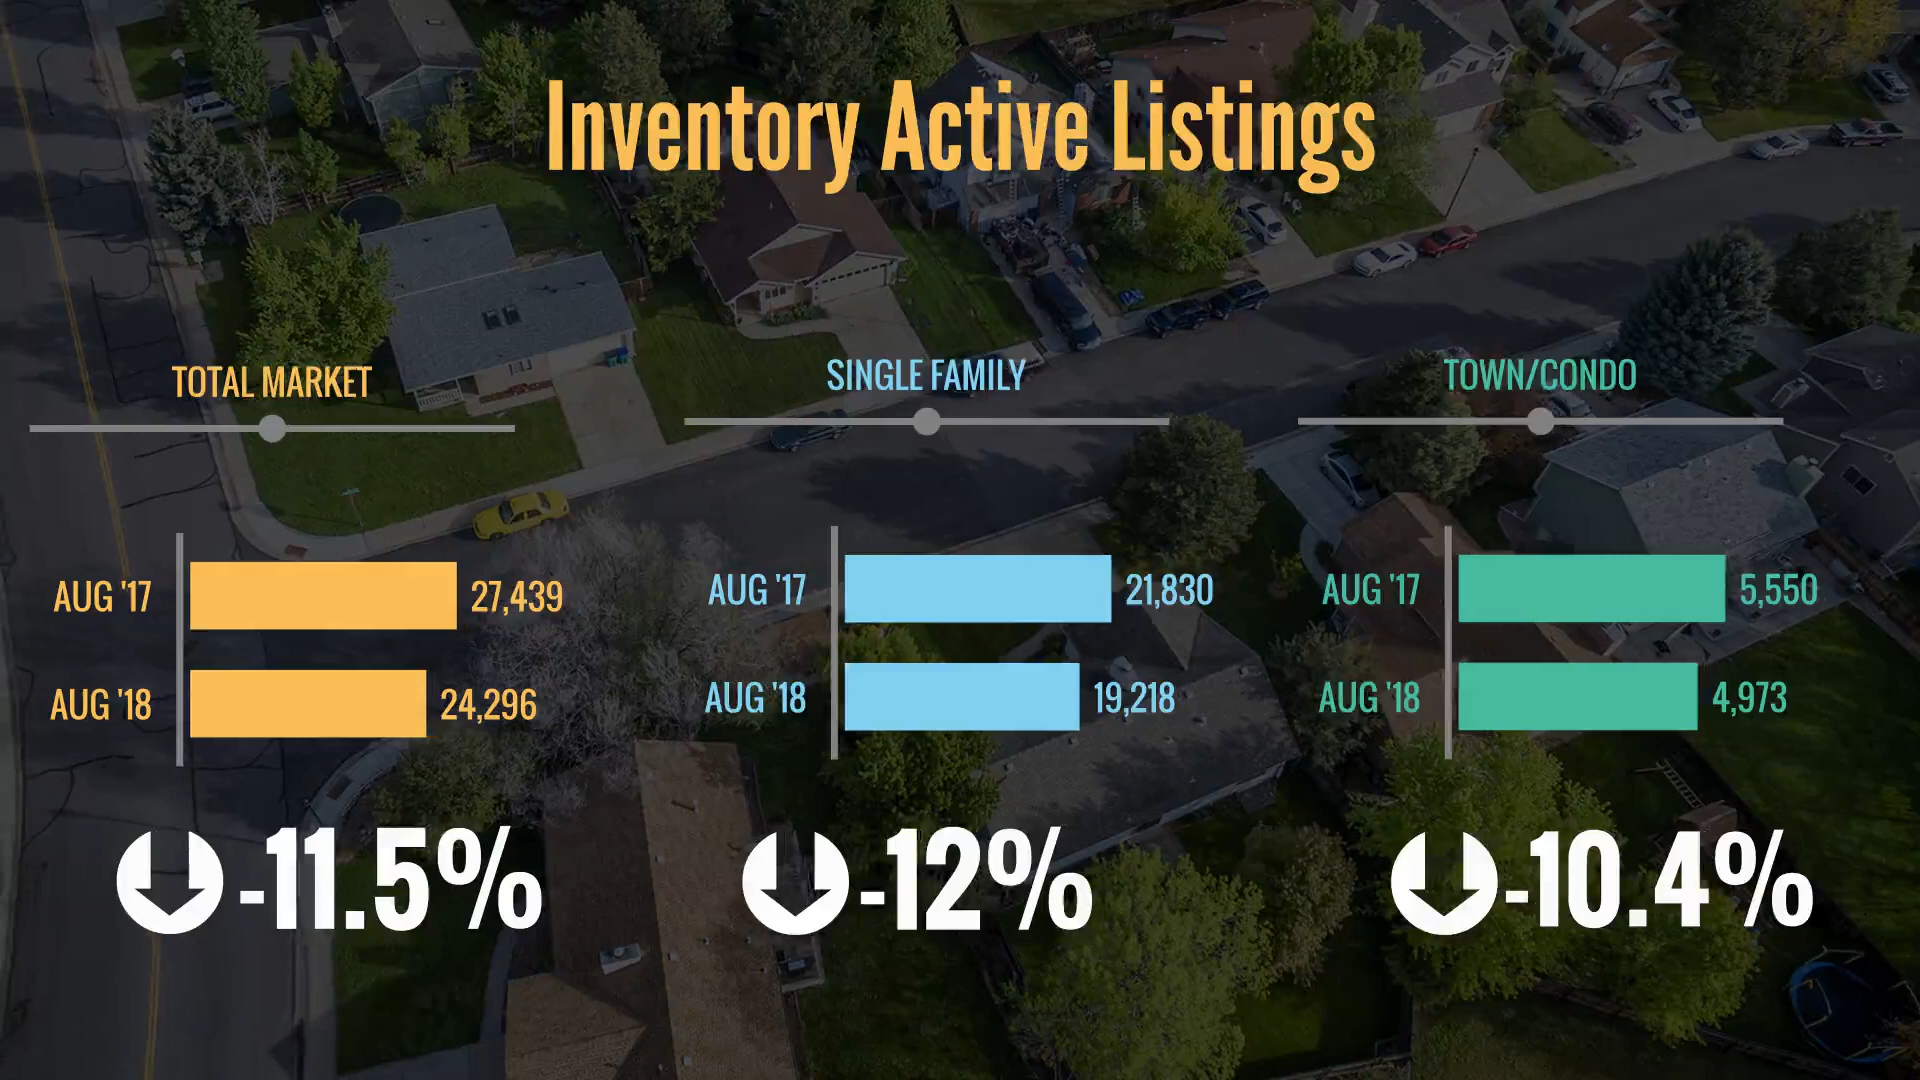 Inventory Active Listings
TOTAL MARKET
AUG '17 27,439
AUG '18 24,296
-11.5%
SINGLE FAMILY
AUG '17 21,830
AUG '18 19,218
-12%
TOWN/CONDO
AUG '17 5,550
AUG '18 4,973
-10.4%